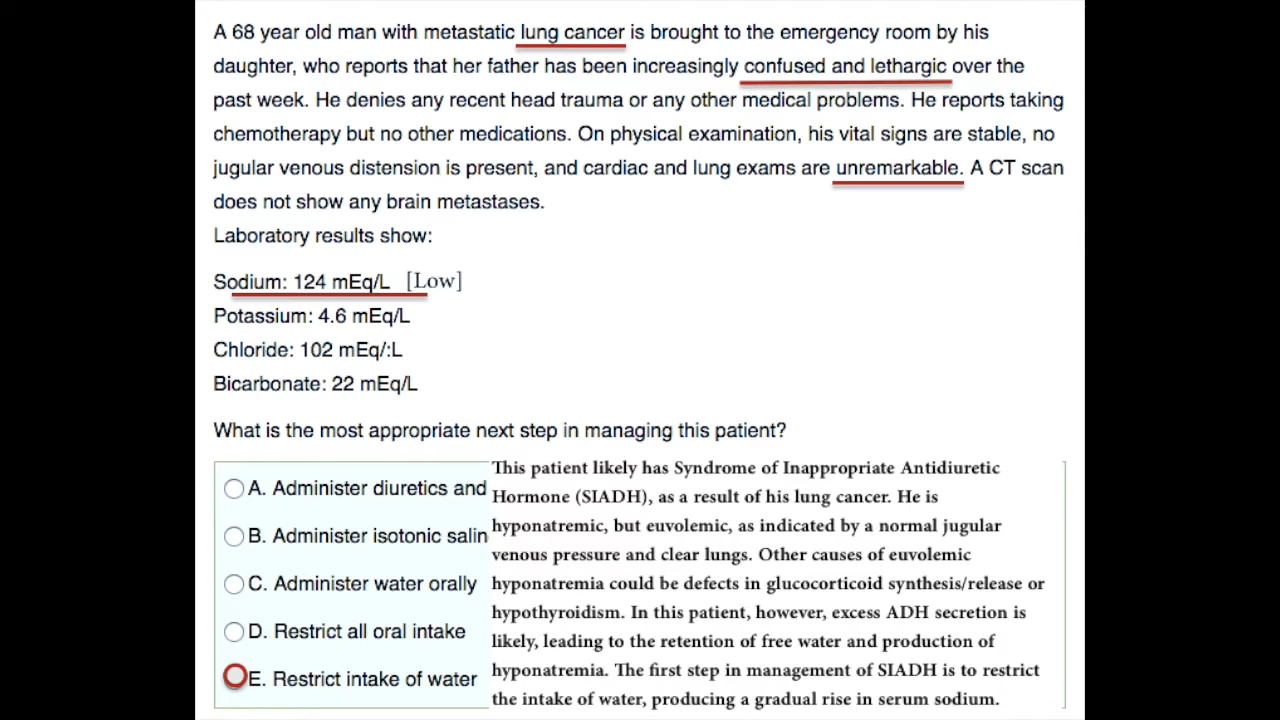 A 68 year old man with metastatic lung cancer is brought to the emergency room by his
daughter, who reports that her father has been increasingly confused and lethargic over the
past week. He denies any recent head trauma or any other medical problems. He reports taking
chemotherapy but no other medications. On physical examination, his vital signs are stable, no
jugular venous distension is present, and cardiac and lung exams are unremarkable. A CT scan
does not show any brain metastases.
Laboratory results show:
Sodium: 124 mEq/L [Low]
Potassium: 4.6 mEq/L
Chloride: 102 mEq/:L
Bicarbonate: 22 mEq/L
What is the most appropriate next step in managing this patient?
A. Administer diuretics and
B. Administer isotonic salin
C. Administer water orally
D. Restrict all oral intake
E. Restrict intake of water
This patient likely has Syndrome of Inappropriate Antidiuretic
Hormone (SIADH), as a result of his lung cancer. He is
hyponatremic, but euvolemic, as indicated by a normal jugular
venous pressure and clear lungs. Other causes of euvolemic
hyponatremia could be defects in glucocorticoid synthesis/release or
hypothyroidism. In this patient, however, excess ADH secretion is
likely, leading to the retention of free water and production of
hyponatremia. The first step in management of SIADH is to restrict
the intake of water, producing a gradual rise in serum sodium.